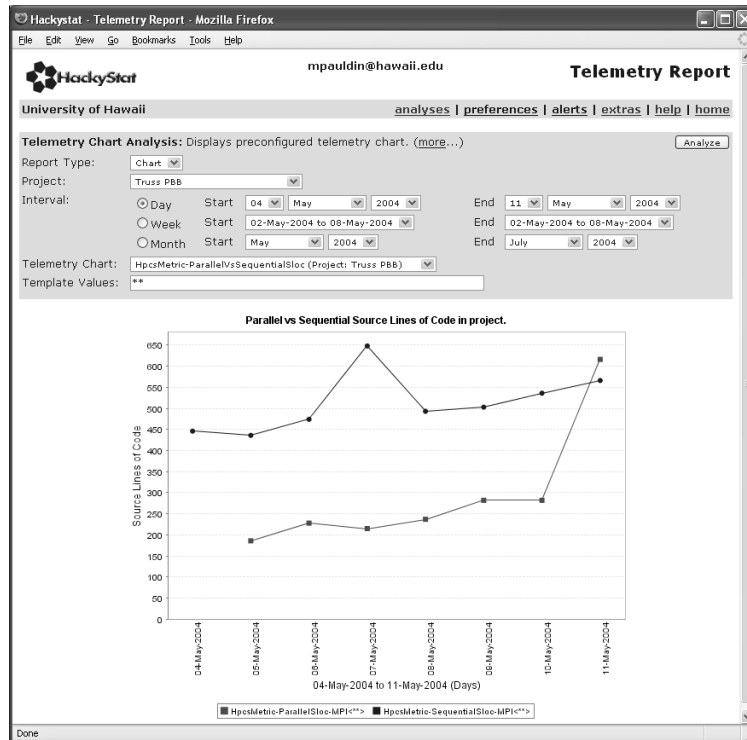 Hackystat - Telemetry Report - Mozilla Firefox
File Edit View Go Bookmarks Tools Help
HackyStat
mpauldin@hawaii.edu
Telemetry Report
University of Hawaii
analyses | preferences | alerts | extras | help | home
Telemetry Chart Analysis: Displays preconfigured telemetry chart. (more...) Analyze
Report Type: Chart
Project: Truss PBB
Interval: Day Start 04 May 2004 End 11 May 2004
Week Start 02-May-2004 to 08-May-2004 End 02-May-2004 to 08-May-2004
Month Start May 2004 End July 2004
Telemetry Chart: HpcsMetric-ParallelVsSequentialSloc (Project: Truss PBB)
Template Values: **
Parallel vs Sequential Source Lines of Code in project.
650
600
550
500
450
400
350
300
250
200
150
100
50
0
Source Lines of Code
04-May-2004
05-May-2004
06-May-2004
07-May-2004
08-May-2004
09-May-2004
10-May-2004
11-May-2004
04-May-2004 to 11-May-2004 (Days)
HpcsMetric-ParallelSloc-MPI<**> HpcsMetric-SequentialSloc-MPI<**>
Done